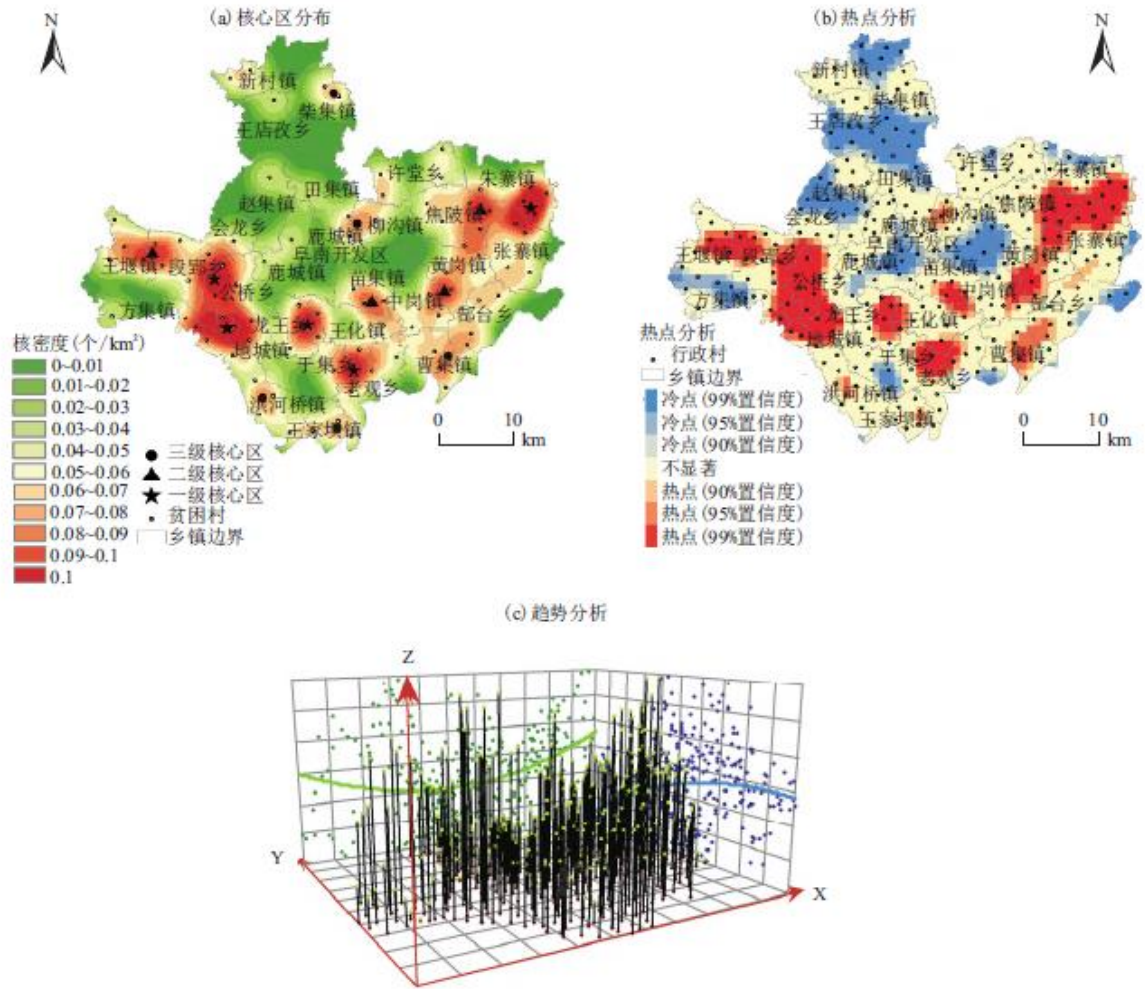 (a)核心区分布
N
新村镇
柴集镇
王店孜乡
许堂乡
朱寨镇
田集镇
赵集镇
焦陂镇
柳沟镇
会龙乡
鹿城镇
张寨镇
阜南开发区
王堰镇
段郢乡
鹿城镇
黄岗镇
苗集镇
公桥乡
中岗镇
方集镇
郜台乡
龙王乡
王化镇
地城镇
于集乡
曹集镇
老观乡
洪河桥镇
王家坝镇
核密度(个/km²)
0~0.01
0.01~0.02
0.02~0.03
0.03~0.04
0.04~0.05
0.05~0.06
0.06~0.07
0.07~0.08
0.08~0.09
0.09~0.1
0.1
三级核心区
二级核心区
一级核心区
贫困村
乡镇边界
0 10
km
(b)热点分析
N
新村镇
柴集镇
王店孜乡
许堂乡
朱寨镇
田集镇
赵集镇
柳沟镇
焦陂镇
会龙乡
鹿城镇
张寨镇
阜南开发区
王堰镇
段郢乡
鹿城镇
苗集镇
黄岗镇
公桥乡
中岗镇
方集镇
郜台乡
龙王乡
王化镇
地城镇
于集乡
曹集镇
老观乡
洪河桥镇
王家坝镇
热点分析
行政村
乡镇边界
冷点(99%置信度)
冷点(95%置信度)
冷点(90%置信度)
不显著
热点(90%置信度)
热点(95%置信度)
热点(99%置信度)
0 10
km
(c)趋势分析
Z
Y
X